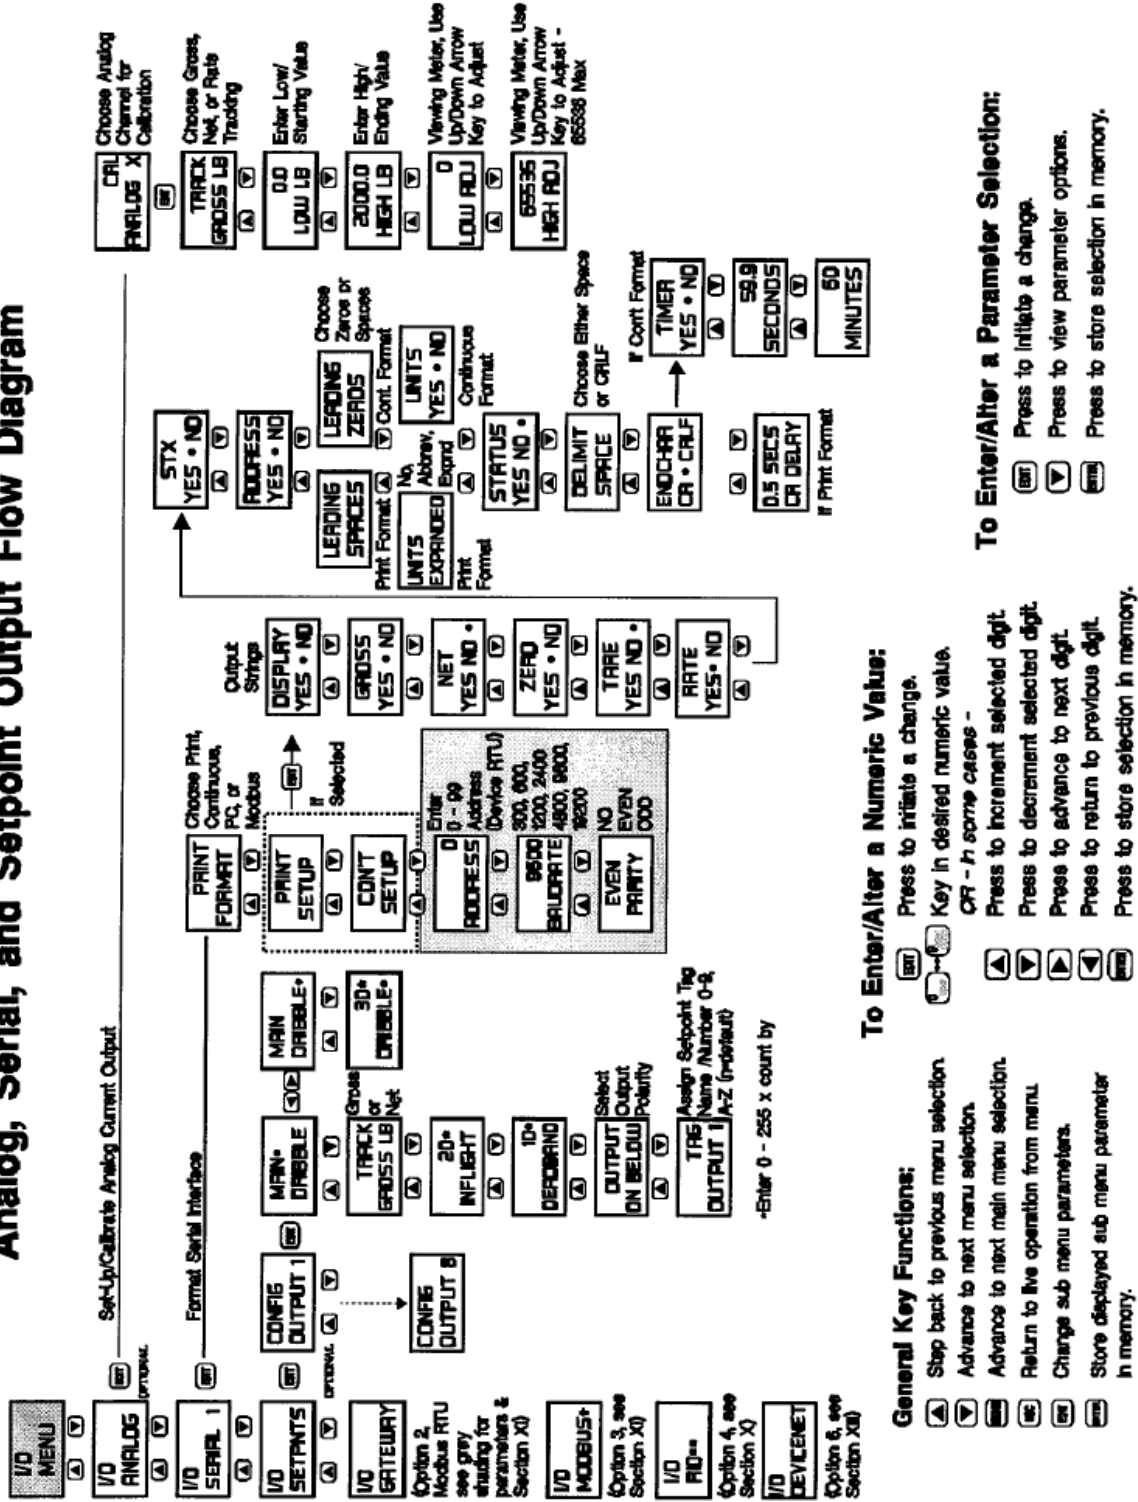 Analog, Serial, and Setpoint Output Flow Diagram
I/O
MENU
I/O
ANALOG
EDIT
OPTIONAL
Set-Up/Calibrate Analog Current Output
CAL
ANALOG X
Choose Analog
Channel for
Calibration
EDIT
TRACK
GROSS LB
Choose Gross,
Net, or Rate
Tracking
0.0
LOW LB
Enter Low/
Starting Value
2000.0
HIGH LB
Enter High/
Ending Value
0
LOW ADJ
Viewing Meter, Use
Up/Down Arrow
Key to Adjust
65535
HIGH ADJ
Viewing Meter, Use
Up/Down Arrow
Key to Adjust -
65535 Max
I/O
SERIAL 1
EDIT
Format Serial Interface
PRINT
FORMAT
Choose Print,
Continuous,
PC, or
Modbus
PRINT
SETUP
CONT
SETUP
EDIT
If
Selected
0
ADDRESS
Enter
0 - 99
Address
(Device RTU)
9600
BAUDRATE
300, 600,
1200, 2400
4800, 9600,
19200
EVEN
PARITY
NO
EVEN
ODD
Output
Strings
DISPLAY
YES • NO
GROSS
YES • NO
NET
YES NO •
ZERO
YES • NO
TARE
YES NO •
RATE
YES• NO
STX
YES • NO
ADDRESS
YES • NO
LEADING
SPACES
LEADING
ZEROS
Choose
Zeroes or
Spaces
Print Format
Cont. Format
UNITS
EXPANDED
No,
Abbrev,
Expnd
UNITS
YES • NO
Print
Format
Continuous
Format
STATUS
YES NO •
DELIMIT
SPACE
Choose Either Space
or CRLF
ENDCHAR
CR • CRLF
0.5 SECS
CR DELAY
If Print Format
If Con't Format
TIMER
YES • NO
59.9
SECONDS
60
MINUTES
I/O
SETPNTS
EDIT
OPTIONAL
CONFIG
OUTPUT 1
CONFIG
OUTPUT 8
EDIT
MAIN•
DRIBBLE
MAIN
DRIBBLE•
30*
DRIBBLE•
TRACK
GROSS LB
Gross
or
Net
20*
INFLIGHT
10*
DEADBAND
OUTPUT
ON BELOW
Select
Output
Polarity
TAG
OUTPUT 1
Assign Setpoint Tag
Name /Number 0-9,
A-Z (n=default)
*Enter 0 - 255 x count by
I/O
GATEWAY
(Option 2,
Modbus RTU
see grey
shading for
parameters &
Section XI)
I/O
MODBUS+
(Option 3, see
Section XI)
I/O
(Option 4, see
Section X)
I/O
DEVICENET
(Option 6, see
Section XIII)
General Key Functions:
Step back to previous menu selection.
Advance to next menu selection.
Advance to next main menu selection.
Return to live operation from menu.
Change sub menu parameters.
Store displayed sub menu parameter
in memory.
To Enter/Alter a Numeric Value:
EDIT Press to initiate a change.
Key in desired numeric value.
OR - in some cases -
Press to increment selected digit.
Press to decrement selected digit.
Press to advance to next digit.
Press to return to previous digit.
Press to store selection in memory.
To Enter/Alter a Parameter Selection:
EDIT Press to initiate a change.
Press to view parameter options.
ENTER Press to store selection in memory.